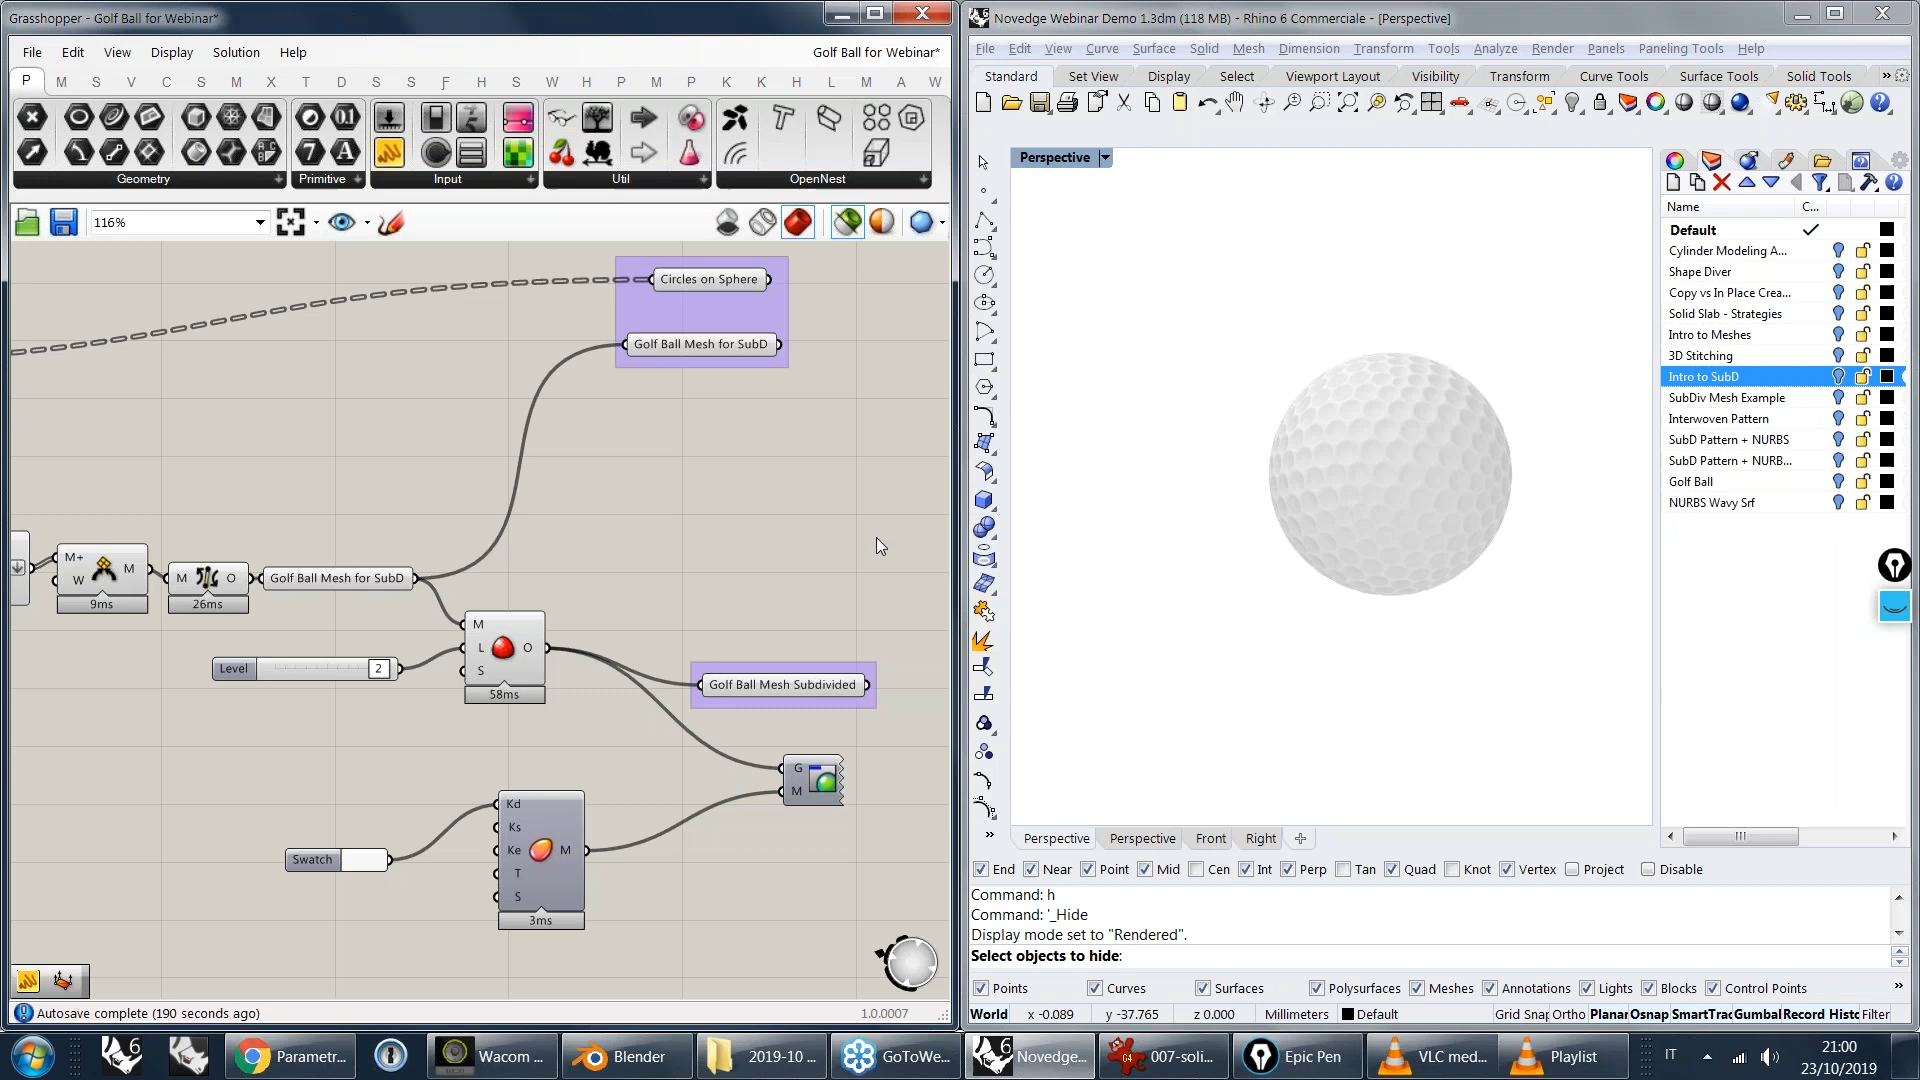 Grasshopper - Golf Ball for Webinar*
File Edit View Display Solution Help
Golf Ball for Webinar*
P M S V C S M X T D S F H S W H P M K K H L M A W
Geometry
Primitive
Input
Util
OpenNest
116%
Circles on Sphere
Golf Ball Mesh for SubD
M+ W M
9ms
M O
26ms
Golf Ball Mesh for SubD
M L S O
58ms
Level 2
Golf Ball Mesh Subdivided
G M
Kd Ks Ke T S M
3ms
Swatch
Autosave complete (190 seconds ago)
1.0.0007
Novedge Webinar Demo 1.3dm (118 MB) - Rhino 6 Commerciale - [Perspective]
File Edit View Curve Surface Solid Mesh Dimension Transform Tools Analyze Render Panels Paneling Tools Help
Standard Set View Display Select Viewport Layout Visibility Transform Curve Tools Surface Tools Solid Tools »
Perspective
Name C...
Default
Cylinder Modeling A...
Shape Diver
Copy vs In Place Crea...
Solid Slab - Strategies
Intro to Meshes
3D Stitching
Intro to SubD
SubDiv Mesh Example
Interwoven Pattern
SubD Pattern + NURBS
SubD Pattern + NURB...
Golf Ball
NURBS Wavy Srf
Perspective Perspective Front Right
End Near Point Mid Cen Int Perp Tan Quad Knot Vertex Project Disable
Command: h
Command: '_Hide
Display mode set to "Rendered".
Select objects to hide:
Points Curves Surfaces Polysurfaces Meshes Annotations Lights Blocks Control Points »
World x -0.089 y -37.765 z 0.000 Millimeters Default Grid Snap Ortho Planar Osnap SmartTrac Gumbal Record Histo Filter
Parametr... Wacom ... Blender 2019-10 ... GoToWe... Novedge... 007-soli... Epic Pen VLC med... Playlist IT
21:00
23/10/2019